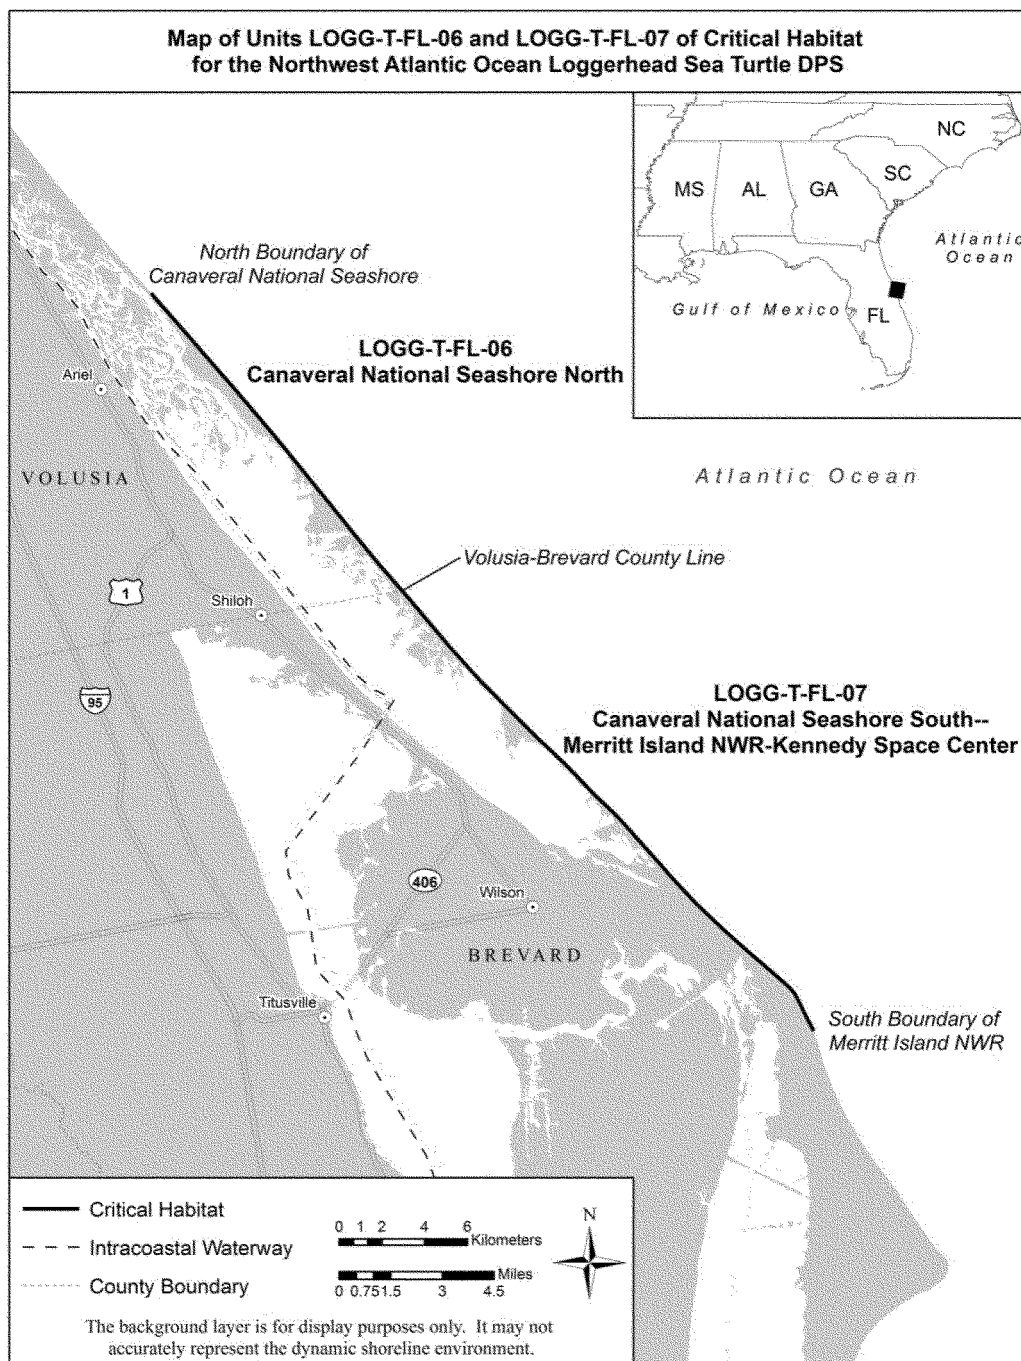 Map of Units LOGG-T-FL-06 and LOGG-T-FL-07 of Critical Habitat
for the Northwest Atlantic Ocean Loggerhead Sea Turtle DPS
NC
SC
MS
AL
GA
Atlantic
Ocean
Gulf of Mexico
FL
North Boundary of
Canaveral National Seashore
LOGG-T-FL-06
Canaveral National Seashore North
Ariel
VOLUSIA
Atlantic Ocean
Volusia-Brevard County Line
1
Shiloh
95
LOGG-T-FL-07
Canaveral National Seashore South--
Merritt Island NWR-Kennedy Space Center
406
Wilson
BREVARD
Titusville
South Boundary of
Merritt Island NWR
Critical Habitat
Intracoastal Waterway
County Boundary
0 1 2 4 6
Kilometers
Miles
0 0.75 1.5 3 4.5
N
The background layer is for display purposes only. It may not
accurately represent the dynamic shoreline environment.